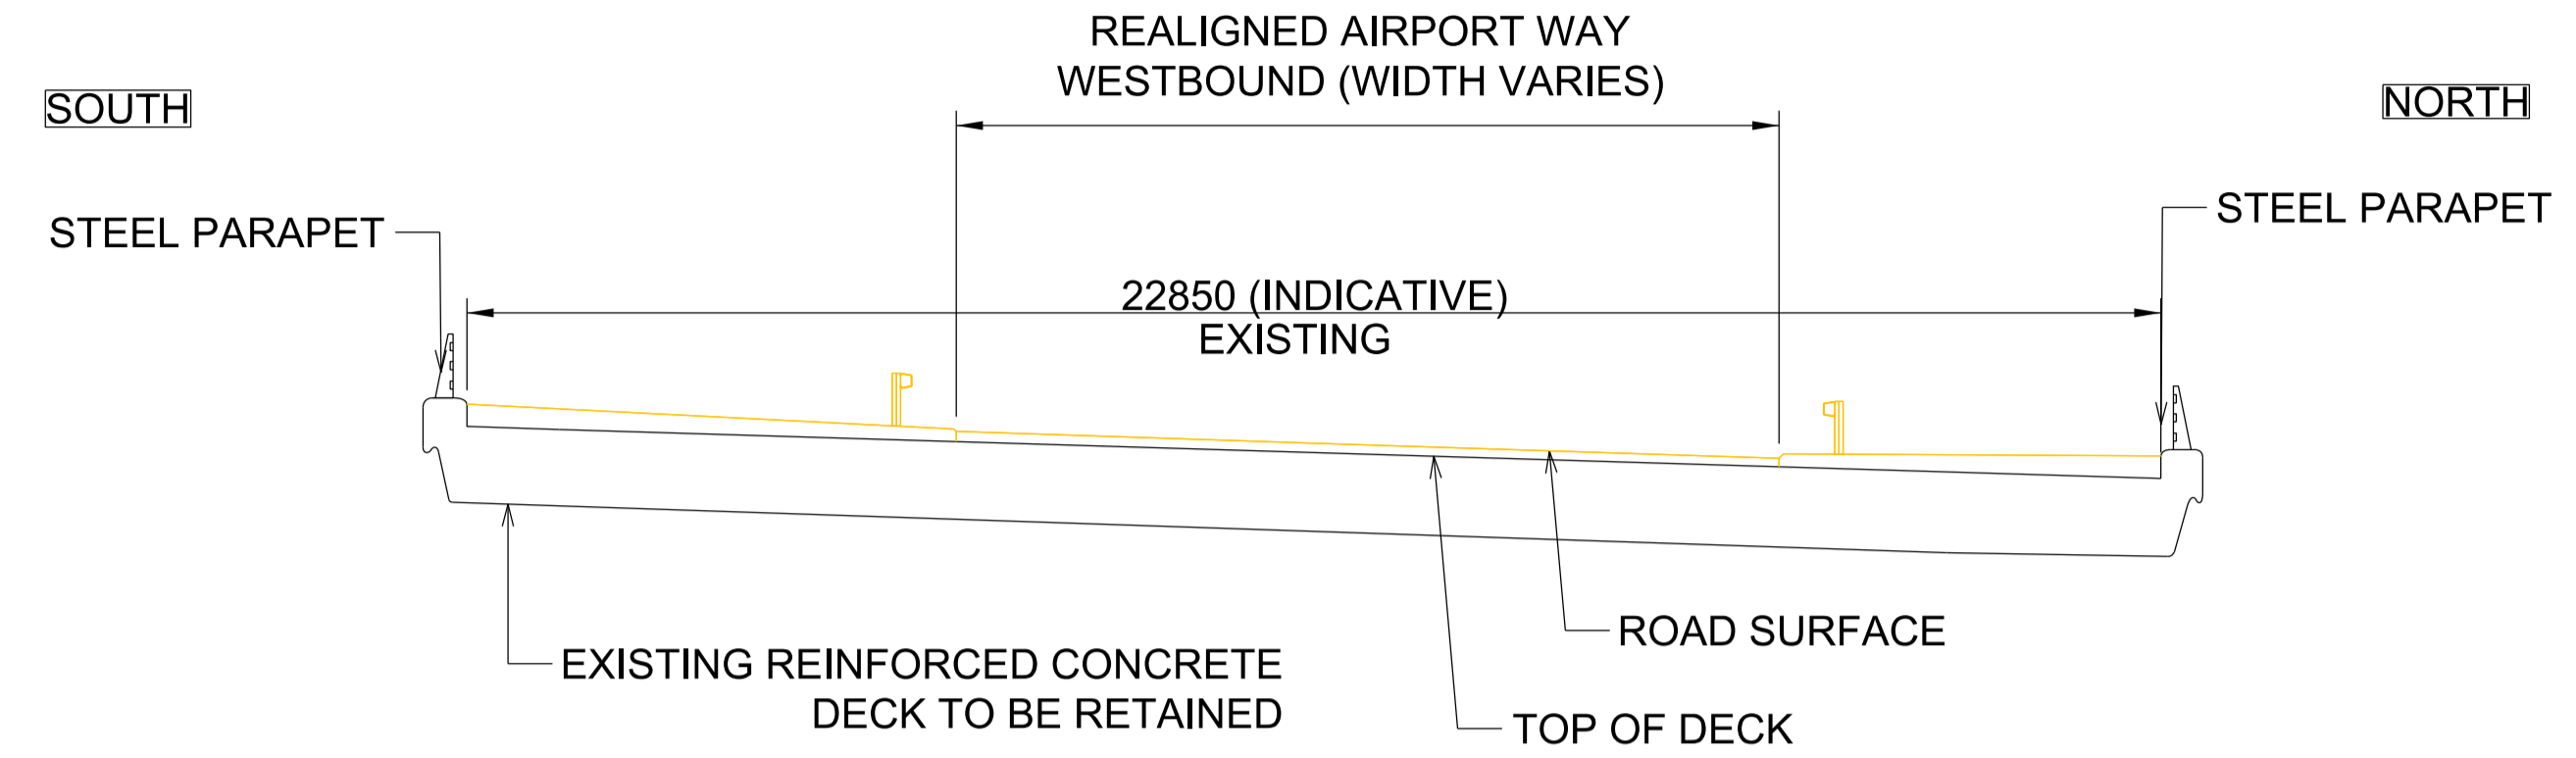 REALIGNED AIRPORT WAY
WESTBOUND (WIDTH VARIES)
SOUTH
NORTH
STEEL PARAPET
STEEL PARAPET
22850 (INDICATIVE)
EXISTING
ROAD SURFACE
EXISTING REINFORCED CONCRETE
DECK TO BE RETAINED
TOP OF DECK